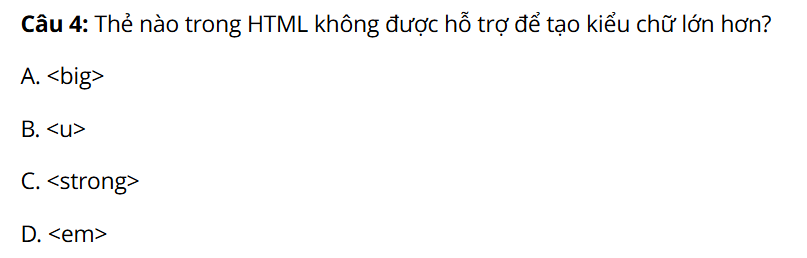 Câu 4: Thẻ nào trong HTML không được hỗ trợ để tạo kiểu chữ lớn hơn?
A. <big>
B. <u>
C. <strong>
D. <em>